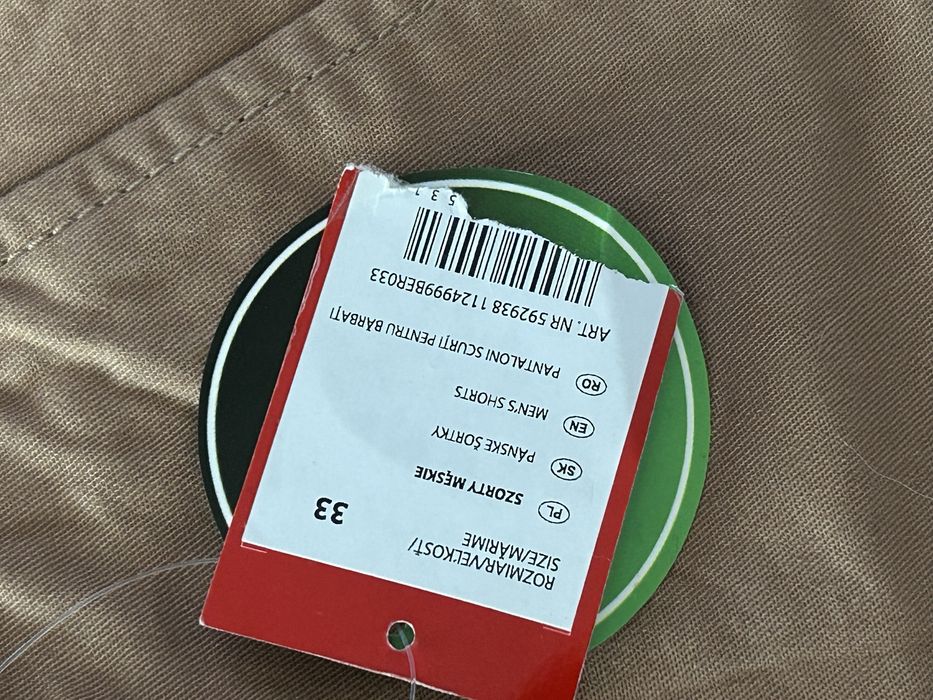 ROZMIAR/VEĽKOSŤ/
SIZE/MĂRIME
33
PL SZORTY MĘSKIE
SK PÁNSKE ŠORTKY
EN MEN'S SHORTS
RO PANTALONI SCURȚI PENTRU BĂRBAȚI
ART. NR 592938 1124999BER033
5 3 1